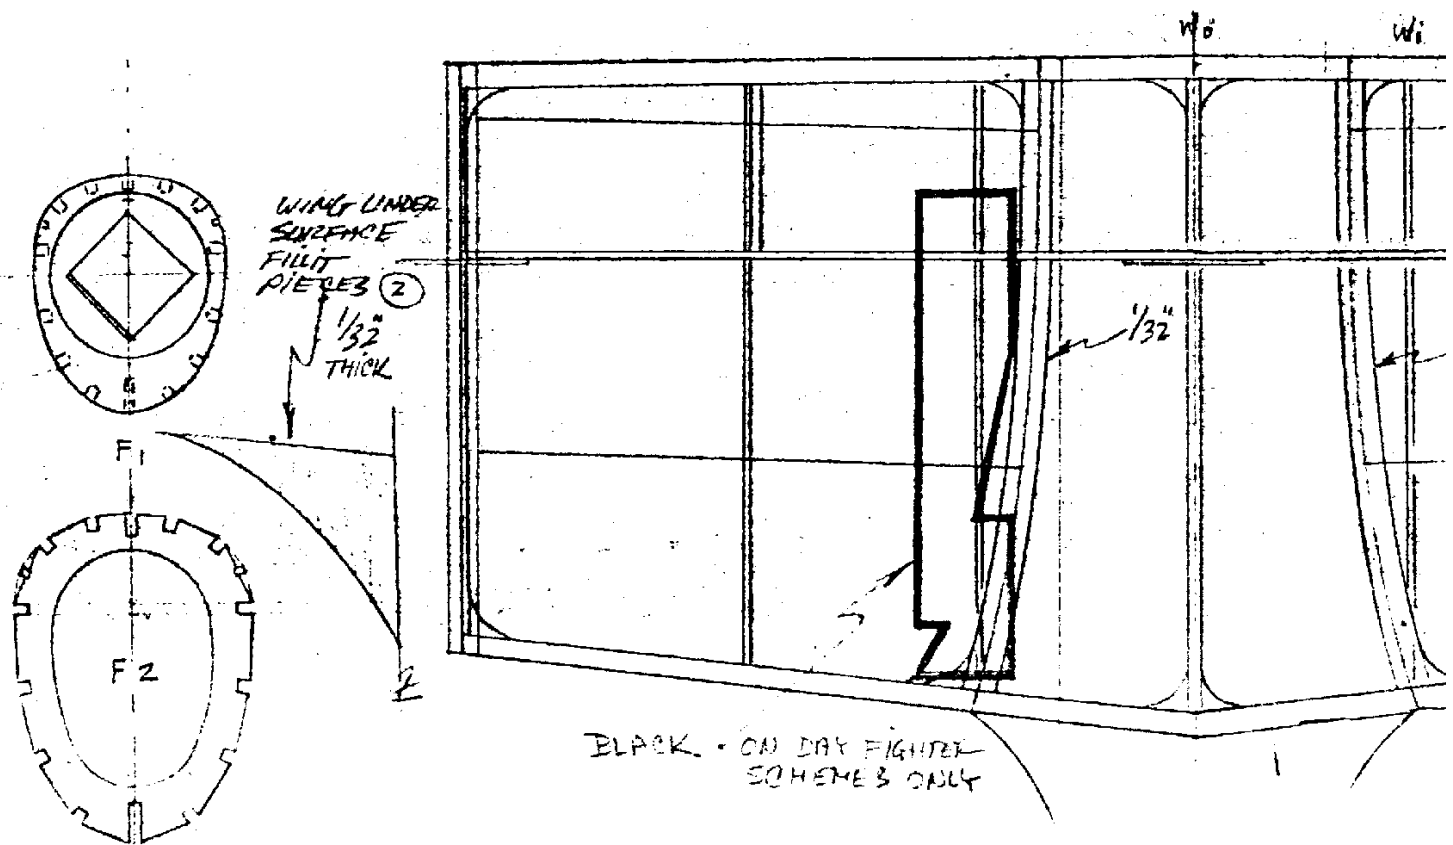 Wo
Wi
WING UNDER
SURFACE
FILLIT
PIECES 2
1/32"
THICK
1/32"
F1
F2
BLACK · ON DAY FIGHTER
SCHEMES ONLY